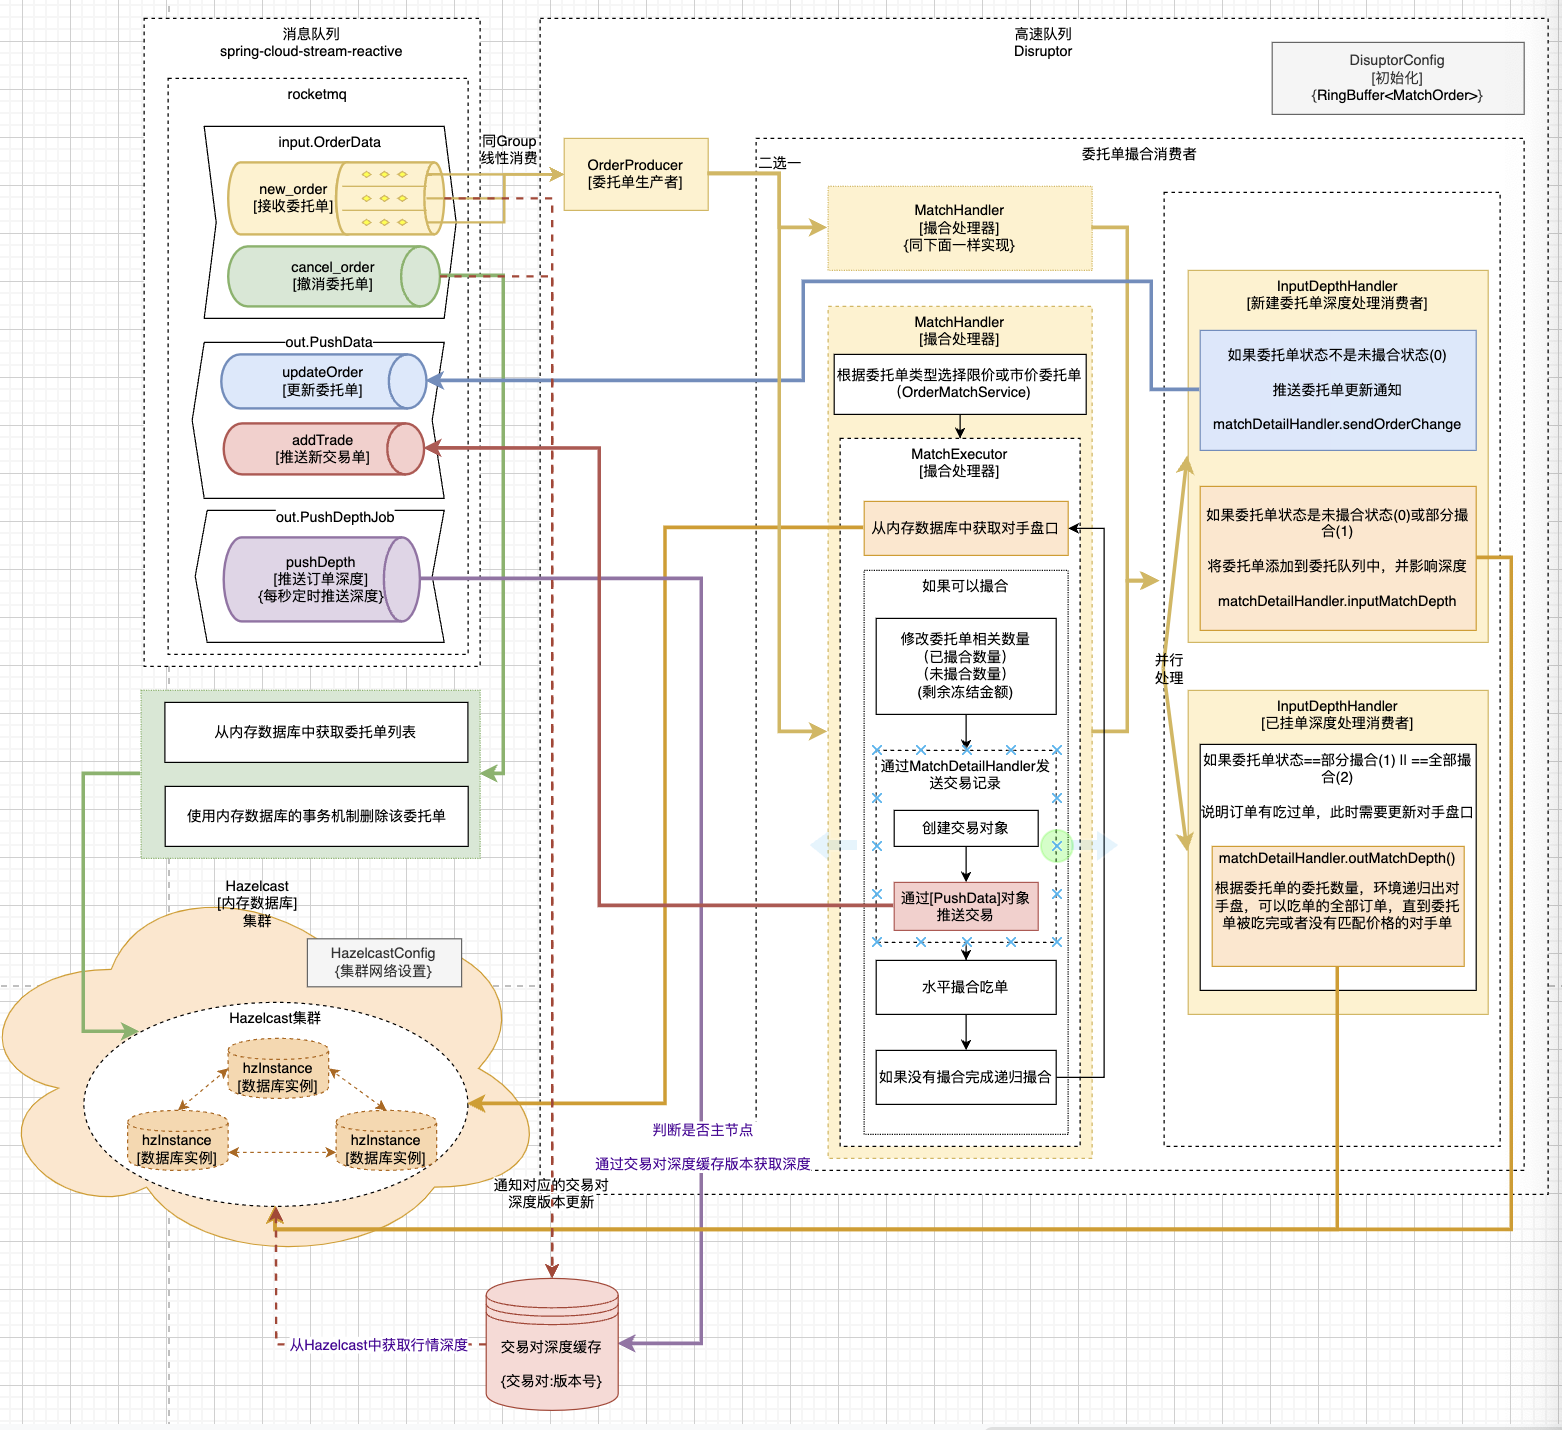 消息队列
spring-cloud-stream-reactive
rocketmq
input.OrderData
new_order
[接收委托单]
cancel_order
[撤消委托单]
out.PushData
updateOrder
[更新委托单]
addTrade
[推送新交易单]
out.PushDepthJob
pushDepth
[推送订单深度]
{每秒定时推送深度}
同Group
线性消费
高速队列
Disruptor
DisuptorConfig
[初始化]
{RingBuffer<MatchOrder>}
OrderProducer
[委托单生产者]
二选一
委托单撮合消费者
MatchHandler
[撮合处理器]
{同下面一样实现}
MatchHandler
[撮合处理器]
根据委托单类型选择限价或市价委托单
（OrderMatchService)
MatchExecutor
[撮合处理器]
从内存数据库中获取对手盘口
如果可以撮合
修改委托单相关数量
（已撮合数量）
（未撮合数量）
(剩余冻结金额)
通过MatchDetailHandler发
送交易记录
创建交易对象
通过[PushData]对象
推送交易
水平撮合吃单
如果没有撮合完成递归撮合
并行
处理
InputDepthHandler
[新建委托单深度处理消费者]
如果委托单状态不是未撮合状态(0)
推送委托单更新通知
matchDetailHandler.sendOrderChange
如果委托单状态是未撮合状态(0)或部分撮
合(1)
将委托单添加到委托队列中，并影响深度
matchDetailHandler.inputMatchDepth
InputDepthHandler
[已挂单深度处理消费者]
如果委托单状态==部分撮合(1) || ==全部撮
合(2)
说明订单有吃过单，此时需要更新对手盘口
matchDetailHandler.outMatchDepth()
根据委托单的委托数量，环境递归出对
手盘，可以吃单的全部订单，直到委托
单被吃完或者没有匹配价格的对手单
从内存数据库中获取委托单列表
使用内存数据库的事务机制删除该委托单
Hazelcast
[内存数据库]
集群
HazelcastConfig
{集群网络设置}
Hazelcast集群
hzInstance
[数据库实例]
hzInstance
[数据库实例]
hzInstance
[数据库实例]
判断是否主节点
通过交易对深度缓存版本获取深度
通知对应的交易对
深度版本更新
从Hazelcast中获取行情深度
交易对深度缓存
{交易对:版本号}